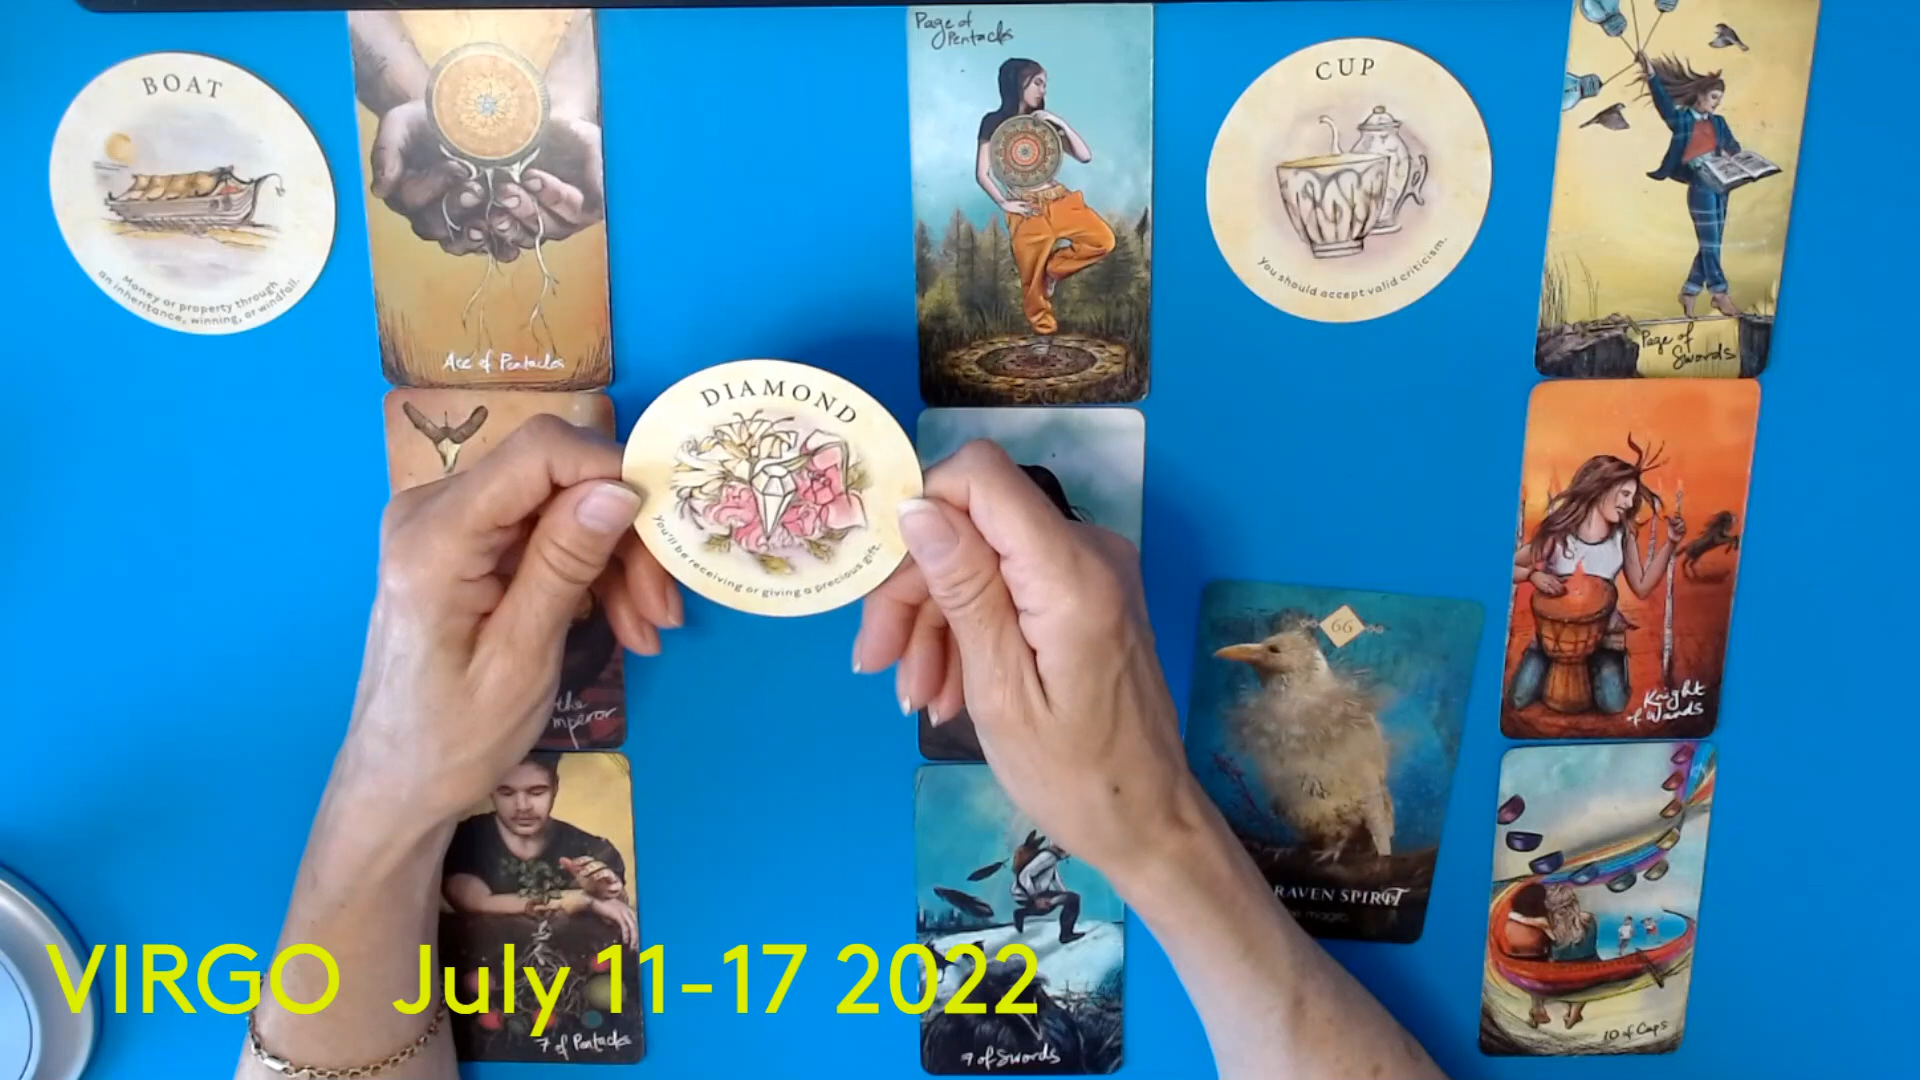 BOAT
Money or property through
an inheritance, winning, or windfall.
Ace of Pentacles
Page of
Pentacles
CUP
You should accept valid criticism.
Page of
Swords
DIAMOND
You'll be receiving or giving a precious gift.
the
mperor
66
RAVEN SPIRIT
magic
Knight
of Wands
VIRGO July 11-17 2022
7 of Pentacles
9 of Swords
10 of Cups